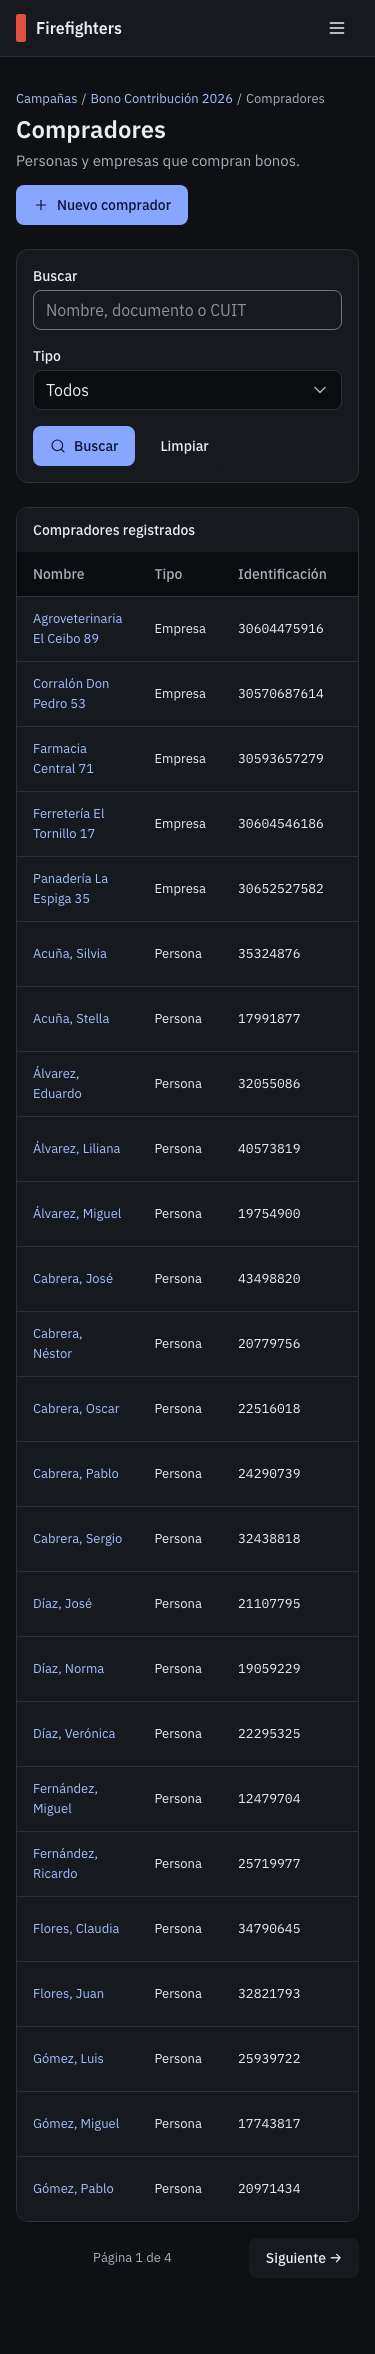 Firefighters
Campañas / Bono Contribución 2026 / Compradores
Compradores
Personas y empresas que compran bonos.
+ Nuevo comprador
Buscar
Nombre, documento o CUIT
Tipo
Todos
Buscar Limpiar
Compradores registrados
Nombre Tipo Identificación
Agroveterinaria
El Ceibo 89 Empresa 30604475916
Corralón Don
Pedro 53 Empresa 30570687614
Farmacia
Central 71 Empresa 30593657279
Ferretería El
Tornillo 17 Empresa 30604546186
Panadería La
Espiga 35 Empresa 30652527582
Acuña, Silvia Persona 35324876
Acuña, Stella Persona 17991877
Álvarez,
Eduardo Persona 32055086
Álvarez, Liliana Persona 40573819
Álvarez, Miguel Persona 19754900
Cabrera, José Persona 43498820
Cabrera,
Néstor Persona 20779756
Cabrera, Oscar Persona 22516018
Cabrera, Pablo Persona 24290739
Cabrera, Sergio Persona 32438818
Díaz, José Persona 21107795
Díaz, Norma Persona 19059229
Díaz, Verónica Persona 22295325
Fernández,
Miguel Persona 12479704
Fernández,
Ricardo Persona 25719977
Flores, Claudia Persona 34790645
Flores, Juan Persona 32821793
Gómez, Luis Persona 25939722
Gómez, Miguel Persona 17743817
Gómez, Pablo Persona 20971434
Página 1 de 4 Siguiente →